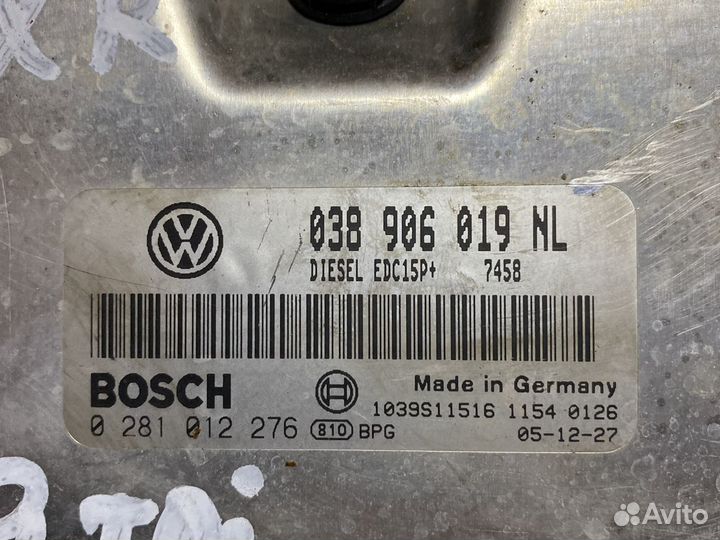 038 906 019 NL
DIESEL EDC15P+ 7458
BOSCH
Made in Germany
1039S11516 1154 0126
0 281 012 276 810 BPG 05-12-27
Avito